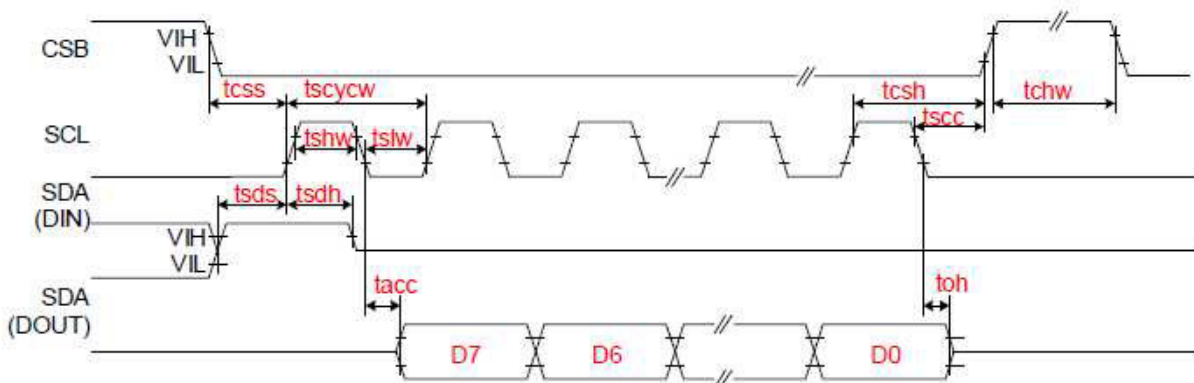 CSB
VIH
VIL
tcss
tscycw
tcsh
tchw
tscc
SCL
tshw
tslw
SDA
(DIN)
tsds
tsdh
VIH
VIL
SDA
(DOUT)
tacc
toh
D7
D6
D0